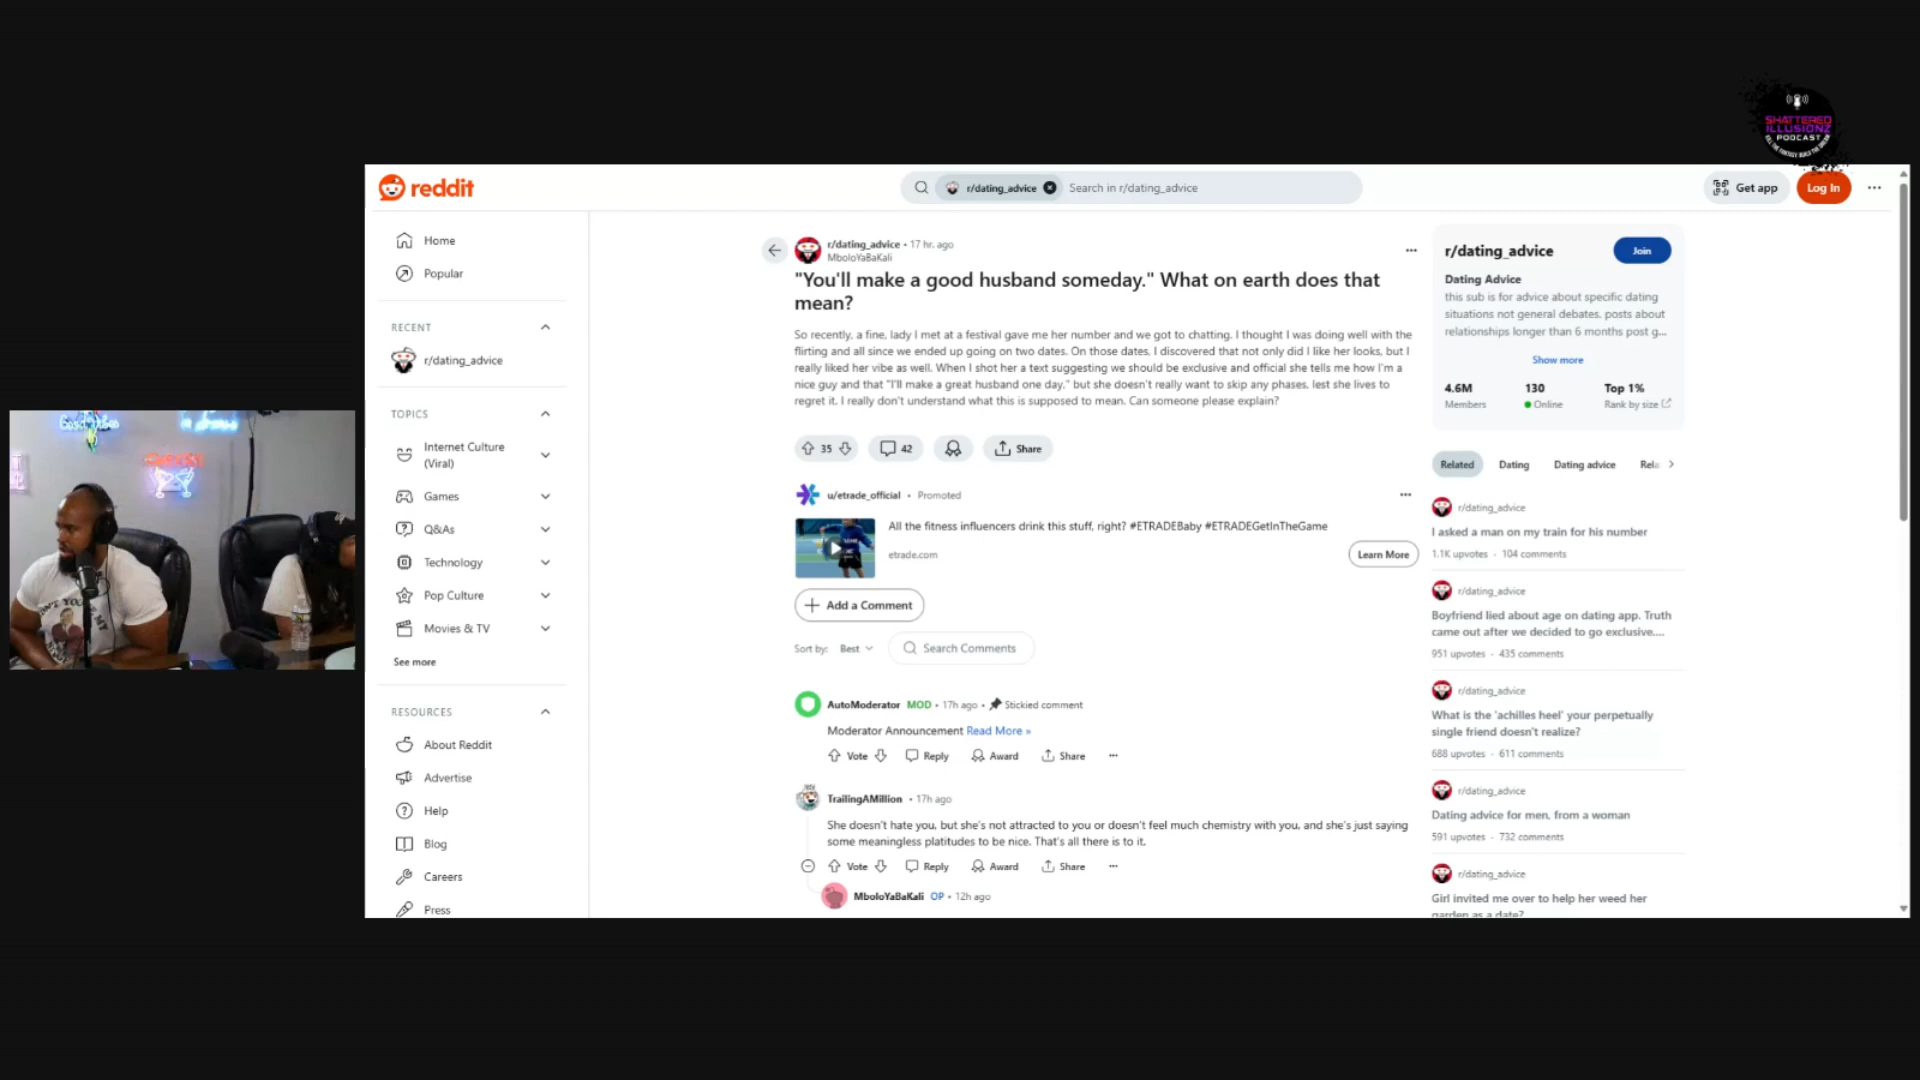 SHATTERED
ILLUSIONZ
PODCAST
reddit
r/dating_advice
Search in r/dating_advice
Get app
Log In
Home
Popular
RECENT
r/dating_advice
TOPICS
Internet Culture
(Viral)
Games
Q&As
Technology
Pop Culture
Movies & TV
See more
RESOURCES
About Reddit
Advertise
Help
Blog
Careers
Press
r/dating_advice • 17 hr. ago
MboloYaBaKali
"You'll make a good husband someday." What on earth does that
mean?
So recently, a fine, lady I met at a festival gave me her number and we got to chatting. I thought I was doing well with the
flirting and all since we ended up going on two dates. On those dates, I discovered that not only did I like her looks, but I
really liked her vibe as well. When I shot her a text suggesting we should be exclusive and official she tells me how I'm a
nice guy and that "I'll make a great husband one day," but she doesn't really want to skip any phases, lest she lives to
regret it. I really don't understand what this is supposed to mean. Can someone please explain?
35
42
Share
u/etrade_official • Promoted
All the fitness influencers drink this stuff, right? #ETRADEBaby #ETRADEGetInTheGame
etrade.com
Learn More
Add a Comment
Sort by: Best
Search Comments
AutoModerator MOD • 17h ago • Stickied comment
Moderator Announcement Read More »
Vote Reply Award Share
TrailingAMillion • 17h ago
She doesn't hate you, but she's not attracted to you or doesn't feel much chemistry with you, and she's just saying
some meaningless platitudes to be nice. That's all there is to it.
Vote Reply Award Share
MboloYaBaKali OP • 12h ago
r/dating_advice
Join
Dating Advice
this sub is for advice about specific dating
situations not general debates, posts about
relationships longer than 6 months post g...
Show more
4.6M 130 Top 1%
Members Online Rank by size
Related Dating Dating advice Rela
r/dating_advice
I asked a man on my train for his number
1.1K upvotes · 104 comments
r/dating_advice
Boyfriend lied about age on dating app. Truth
came out after we decided to go exclusive....
951 upvotes · 435 comments
r/dating_advice
What is the 'achilles heel' your perpetually
single friend doesn't realize?
688 upvotes · 611 comments
r/dating_advice
Dating advice for men, from a woman
591 upvotes · 732 comments
r/dating_advice
Girl invited me over to help her weed her
garden as a date?